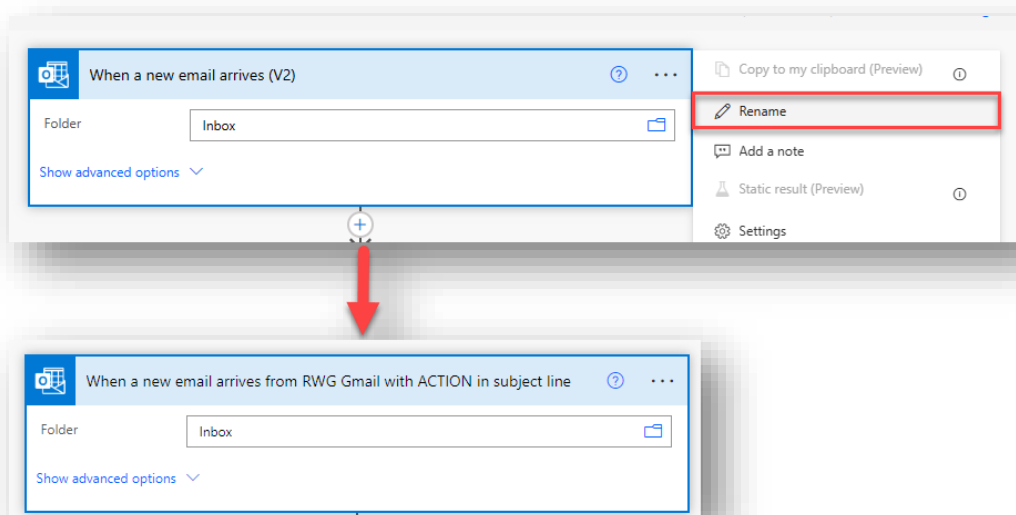 When a new email arrives (V2)
Folder
Inbox
Show advanced options
Copy to my clipboard (Preview)
Rename
Add a note
Static result (Preview)
Settings
When a new email arrives from RWG Gmail with ACTION in subject line
Folder
Inbox
Show advanced options